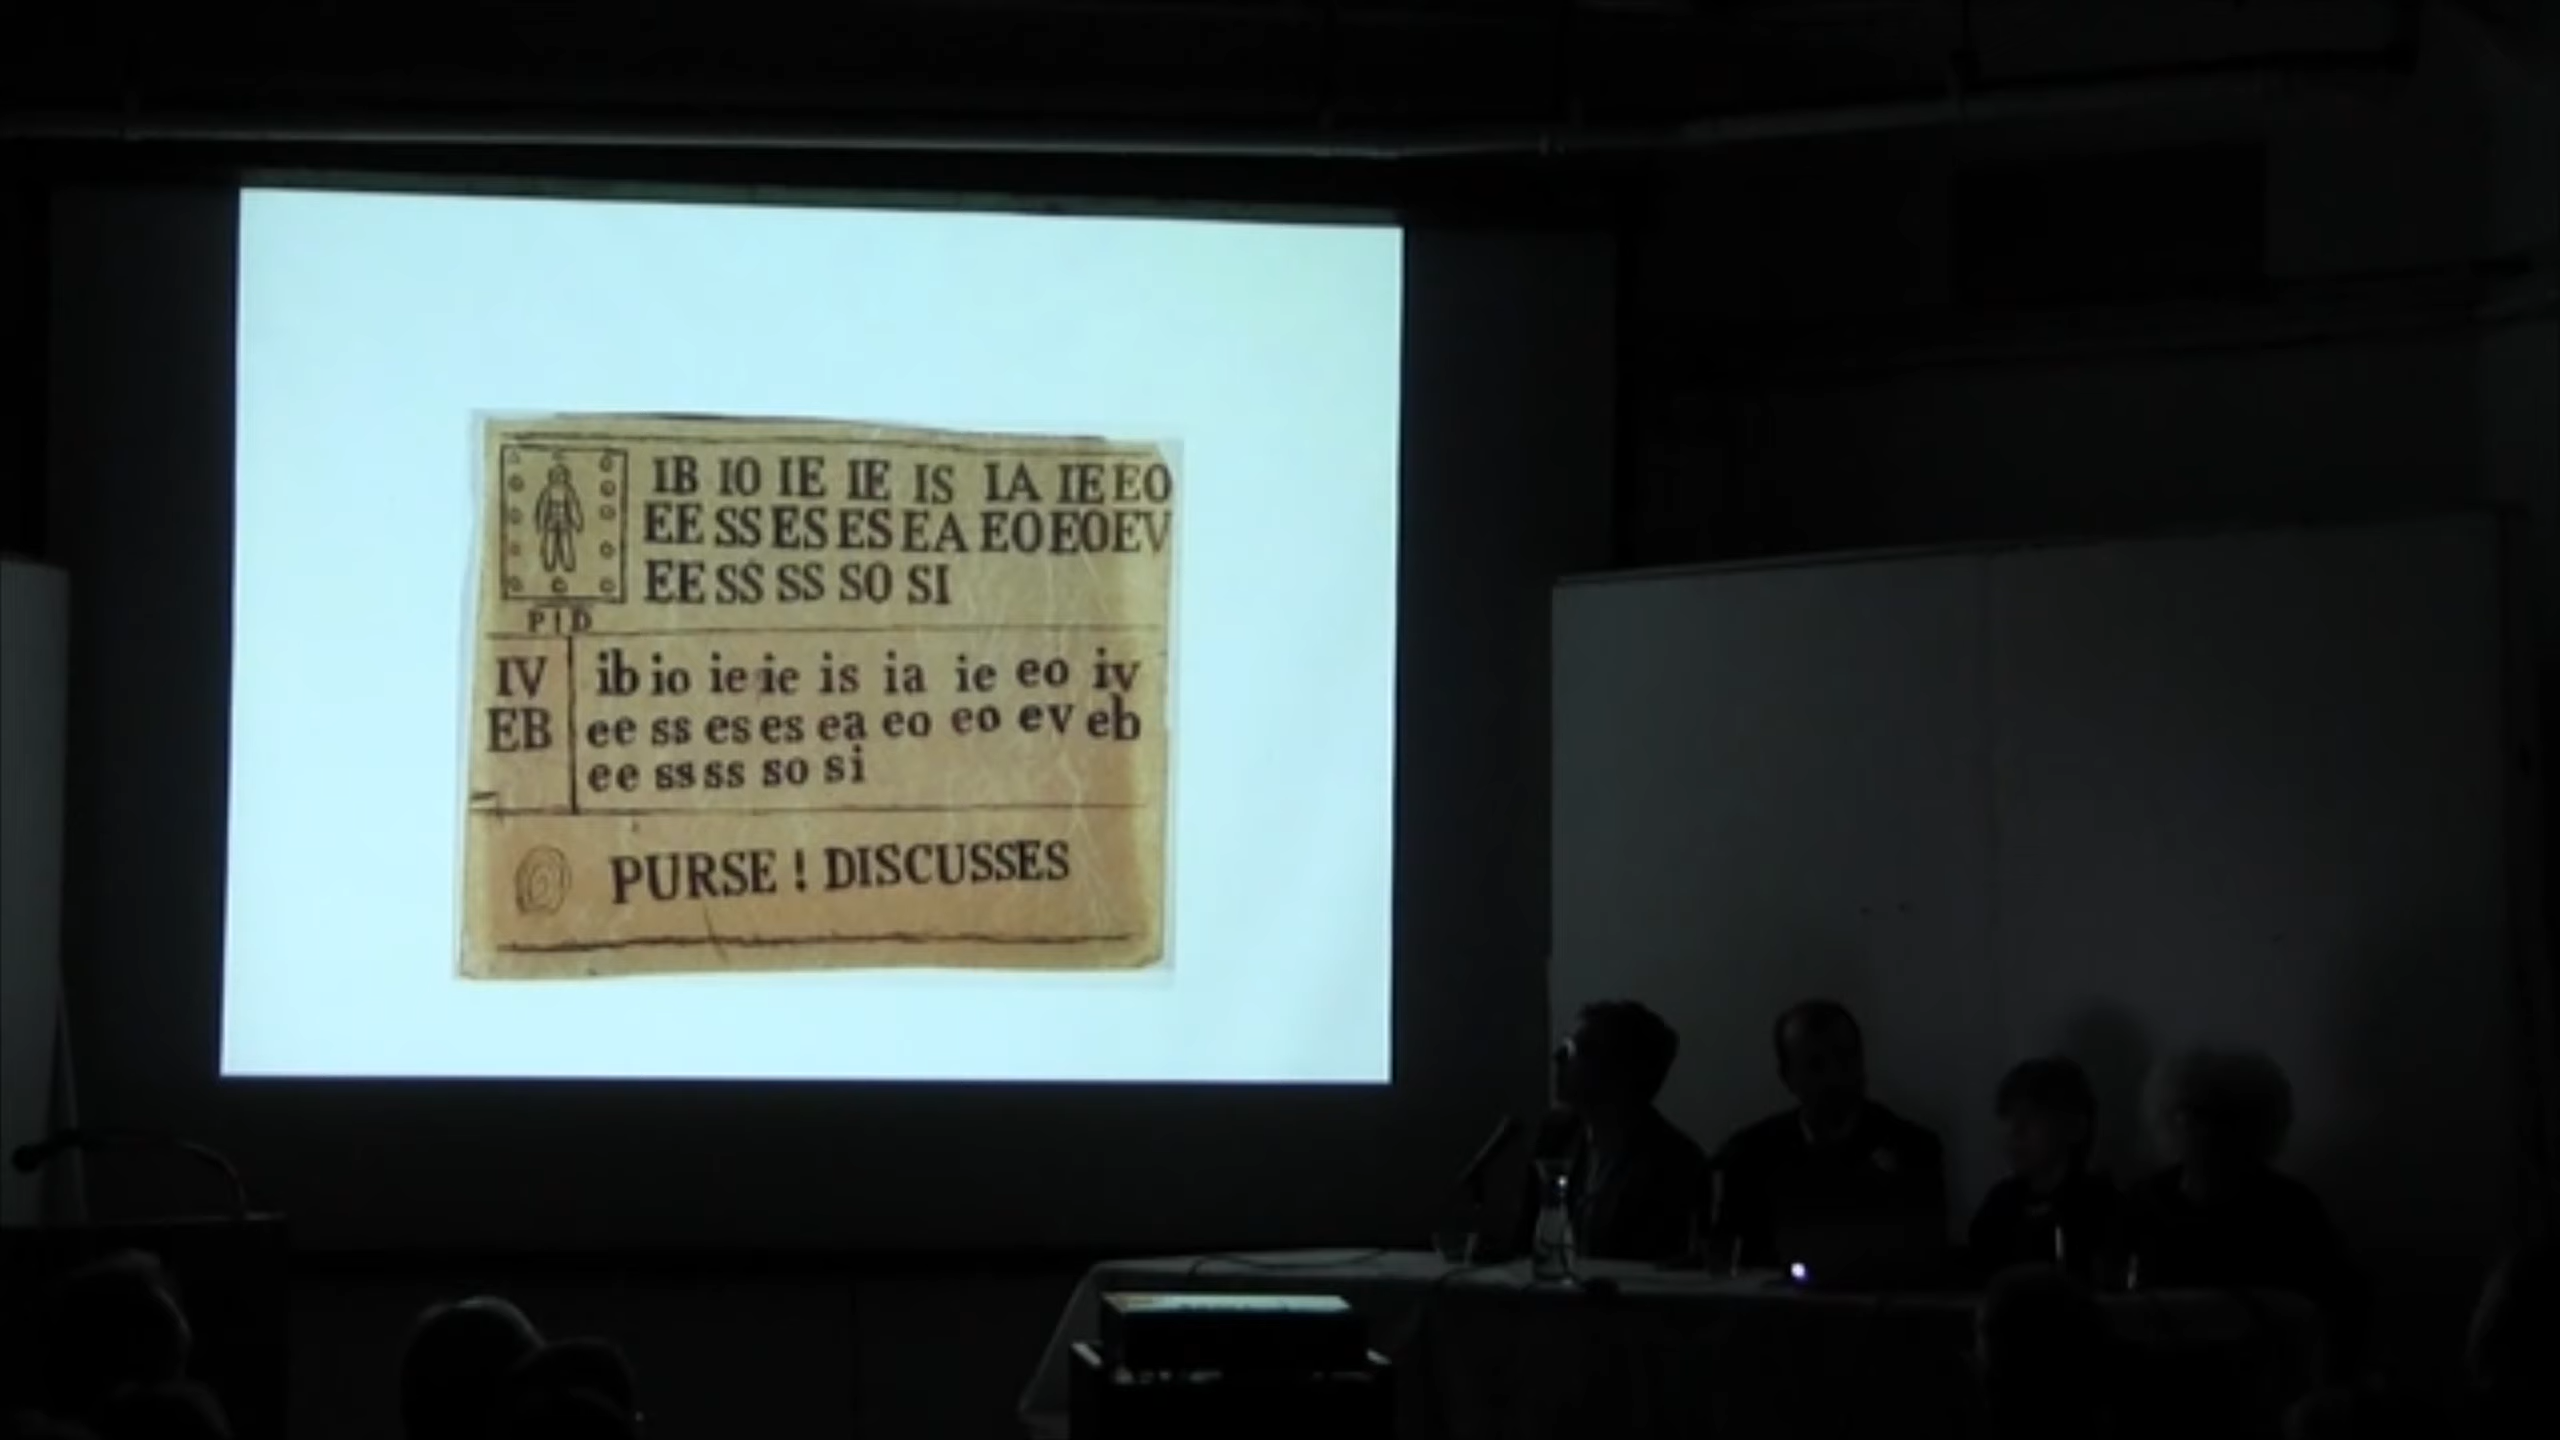 IB IO IE IE IS IA IE EO
EE SS ES ES EA EO EO EV
EE SS SS SO SI
P I D
IV
EB
ib io ie ie is ia ie eo iv
ee ss es es ea eo eo ev eb
ee ss ss so si
PURSE ! DISCUSSES